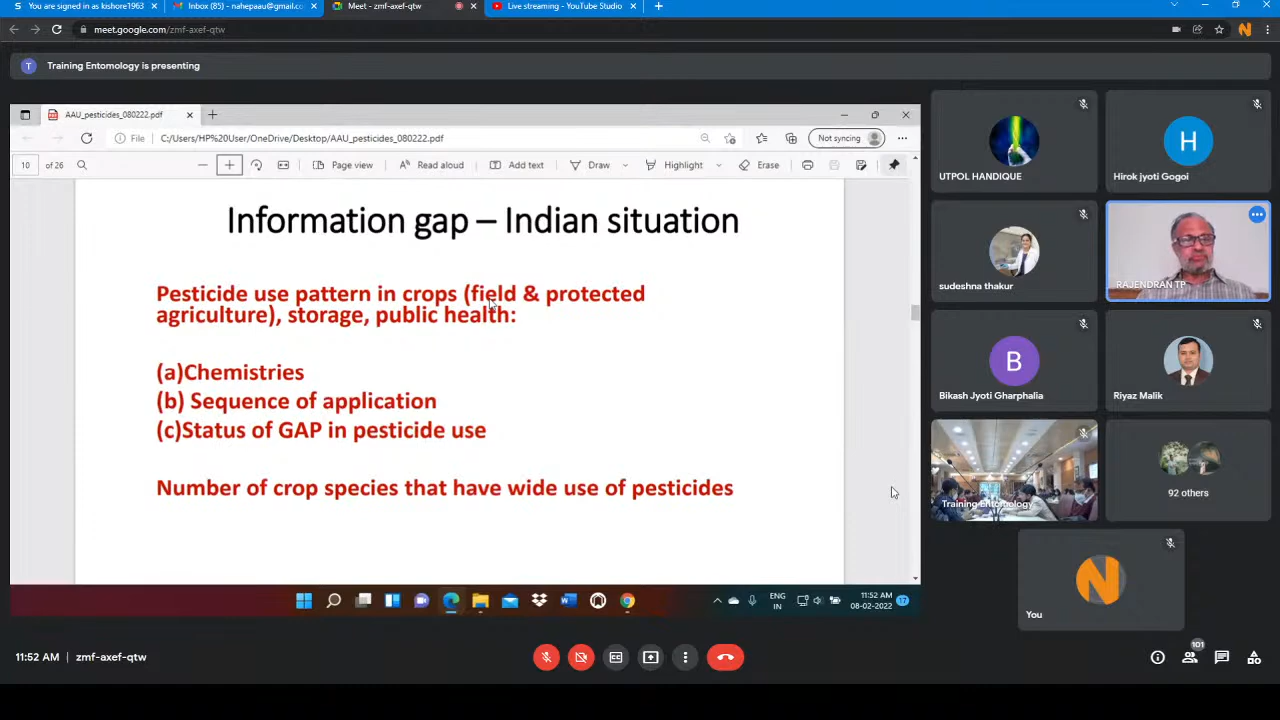 You are signed in as kishore1963
Inbox (85) - nahepaau@gmail.co
Meet - zmf-axef-qtw
Live streaming - YouTube Studio
meet.google.com/zmf-axef-qtw
N
T
Training Entomology is presenting
AAU_pesticides_080222.pdf
File
C:/Users/HP%20User/OneDrive/Desktop/AAU_pesticides_080222.pdf
Not syncing
10 of 26
Page view
Read aloud
Add text
Draw
Highlight
Erase
Information gap – Indian situation
Pesticide use pattern in crops (field & protected
agriculture), storage, public health:
(a)Chemistries
(b) Sequence of application
(c)Status of GAP in pesticide use
Number of crop species that have wide use of pesticides
ENG
IN
11:52 AM
08-02-2022
17
UTPOL HANDIQUE
H
Hirok jyoti Gogoi
sudeshna thakur
RAJENDRAN TP
B
Bikash Jyoti Gharphalia
Riyaz Malik
Training Entomology
92 others
N
You
11:52 AM | zmf-axef-qtw
101